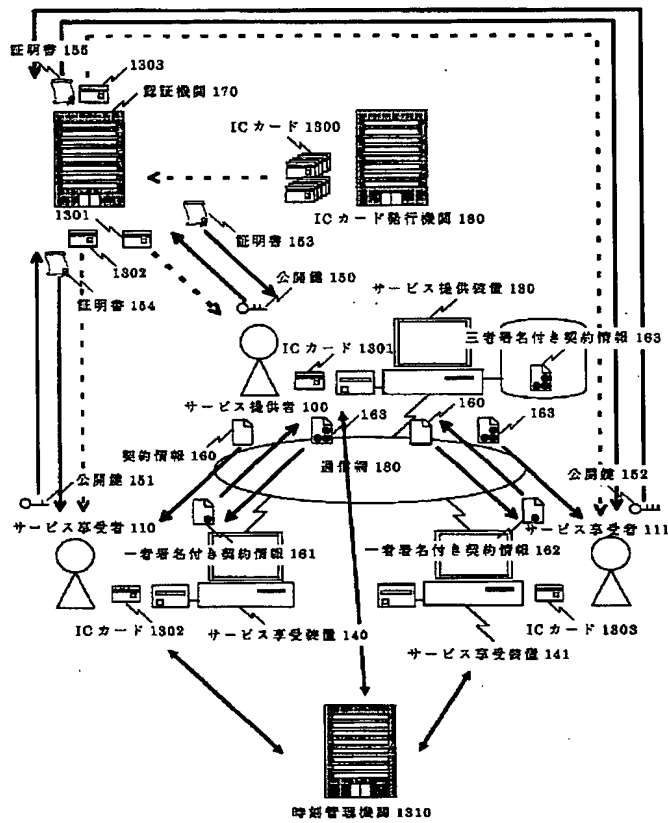 証明書 155
1303
認証機関 170
ICカード 1300
ICカード発行機関 180
1301
1302
証明書 153
証明書 154
公開鍵 150
サービス提供装置 130
三者署名付き契約情報 163
ICカード 1301
サービス提供者 100
163
160
163
契約情報 160
通信網 180
公開鍵 151
公開鍵 152
サービス享受者 110
サービス享受者 111
一者署名付き契約情報 161
一者署名付き契約情報 162
ICカード 1302
サービス享受装置 140
ICカード 1303
サービス享受装置 141
時刻管理機関 1310